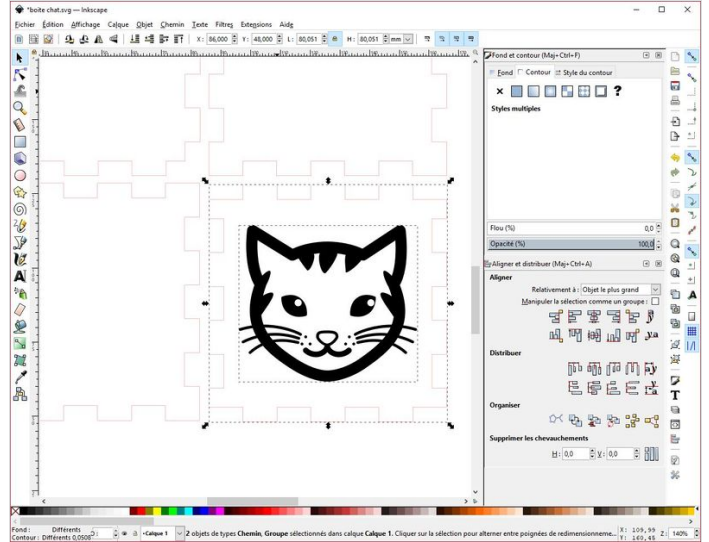 *boite chat.svg — Inkscape
Fichier Édition Affichage Calque Objet Chemin Texte Filtres Extensions Aide
X: 86,000 Y: 48,000 L: 80,051 H: 80,051 mm
Fond et contour (Maj+Ctrl+F)
Fond Contour Style du contour
?
Styles multiples
Flou (%) 0,0
Opacité (%) 100,0
Aligner et distribuer (Maj+Ctrl+A)
Aligner
Relativement à : Objet le plus grand
Manipuler la sélection comme un groupe :
Distribuer
Organiser
Supprimer les chevauchements
H: 0,0 V: 0,0
Fond : Différents
Contour : Différents 0,0508
O: •Calque 1 2 objets de types Chemin, Groupe sélectionnés dans calque Calque 1. Cliquer sur la sélection pour alterner entre poignées de redimensionneme...
X: 109,99
Y: 160,45
Z: 140%